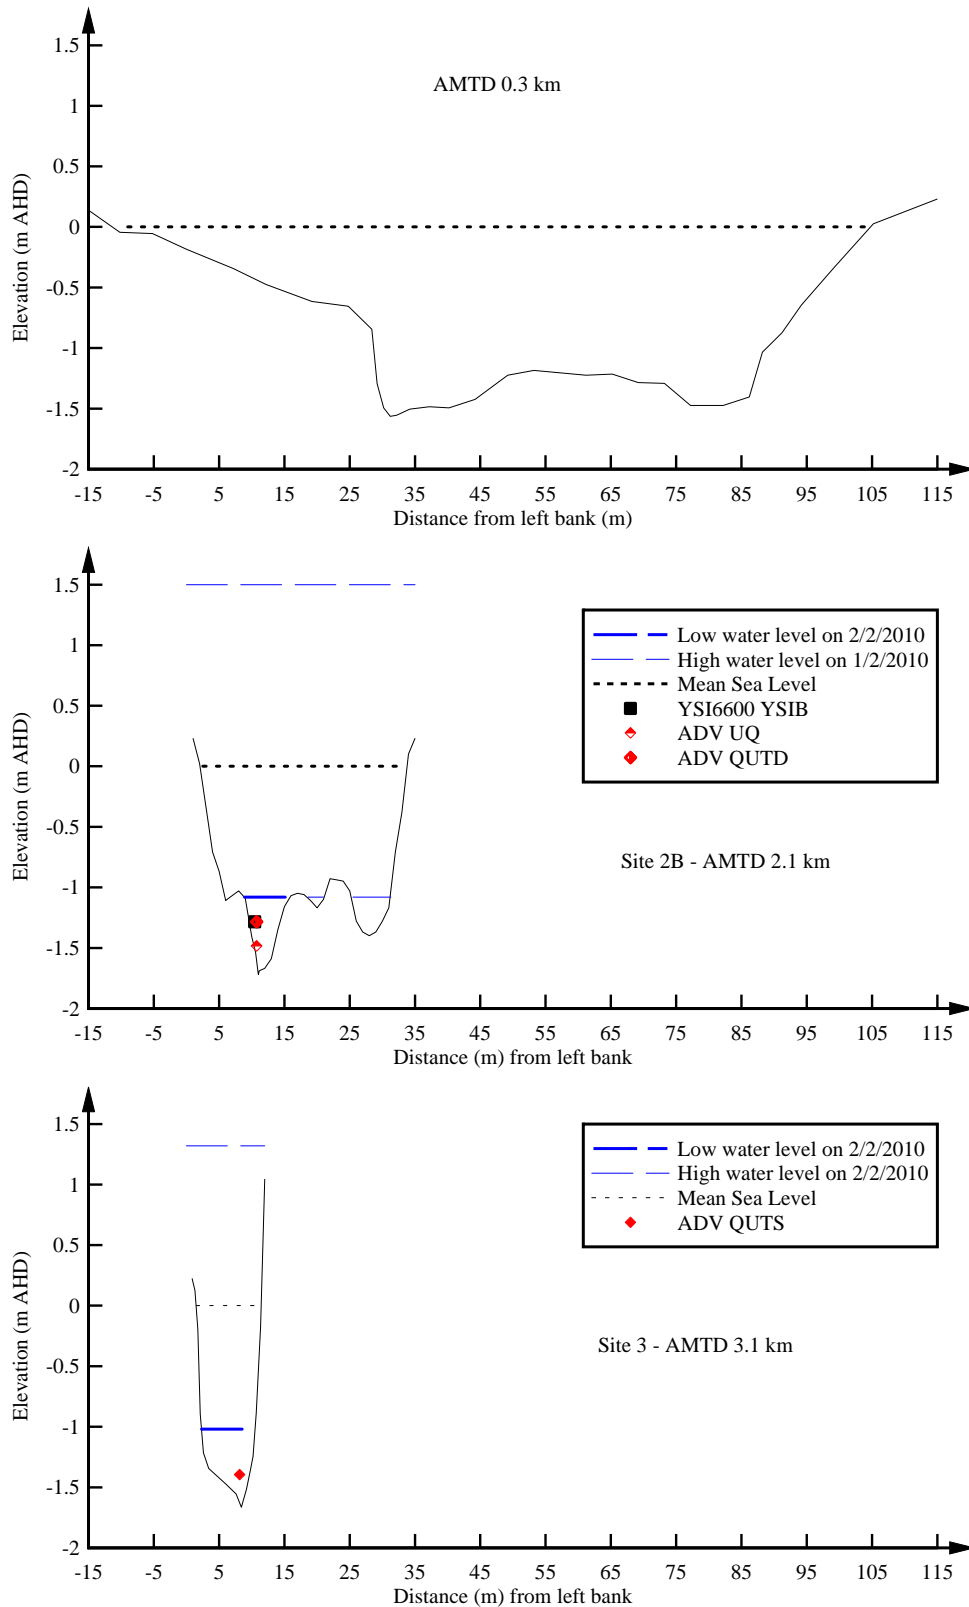 1.5
AMTD 0.3 km
1
0.5
0
-0.5
-1
-1.5
-2
Elevation (m AHD)
-15 -5 5 15 25 35 45 55 65 75 85 95 105 115
Distance from left bank (m)
1.5
1
0.5
0
-0.5
-1
-1.5
-2
Elevation (m AHD)
Low water level on 2/2/2010
High water level on 1/2/2010
Mean Sea Level
YSI6600 YSIB
ADV UQ
ADV QUTD
Site 2B - AMTD 2.1 km
-15 -5 5 15 25 35 45 55 65 75 85 95 105 115
Distance (m) from left bank
1.5
1
0.5
0
-0.5
-1
-1.5
-2
Elevation (m AHD)
Low water level on 2/2/2010
High water level on 2/2/2010
Mean Sea Level
ADV QUTS
Site 3 - AMTD 3.1 km
-15 -5 5 15 25 35 45 55 65 75 85 95 105 115
Distance (m) from left bank